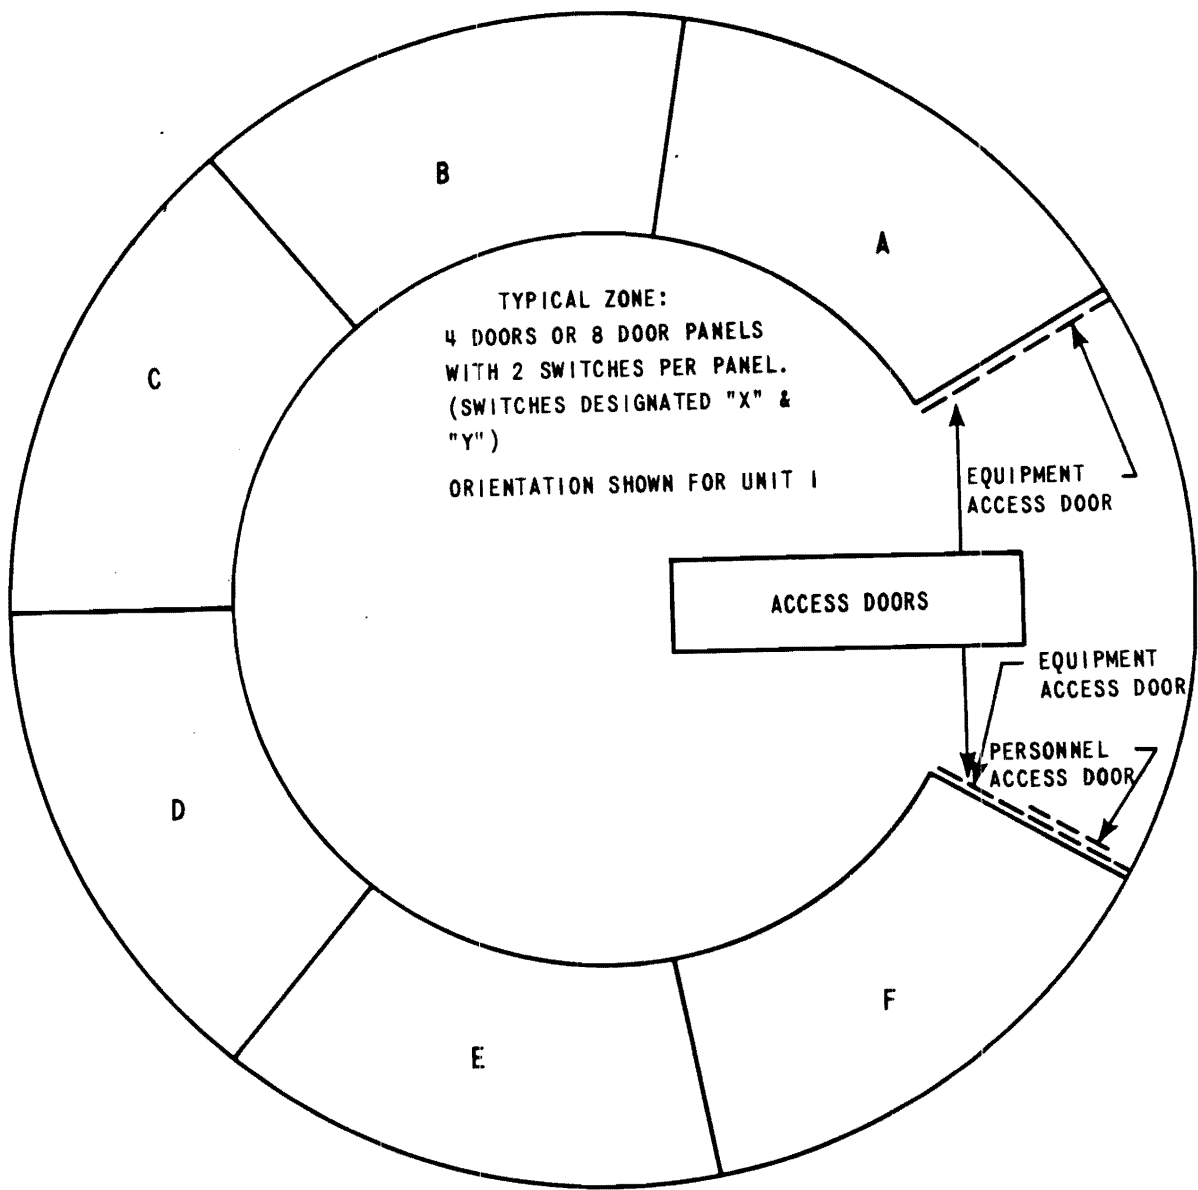 B
A
TYPICAL ZONE:
4 DOORS OR 8 DOOR PANELS
WITH 2 SWITCHES PER PANEL.
(SWITCHES DESIGNATED "X" &
"Y")
ORIENTATION SHOWN FOR UNIT 1
C
EQUIPMENT
ACCESS DOOR
ACCESS DOORS
EQUIPMENT
ACCESS DOOR
PERSONNEL
ACCESS DOOR
D
F
E